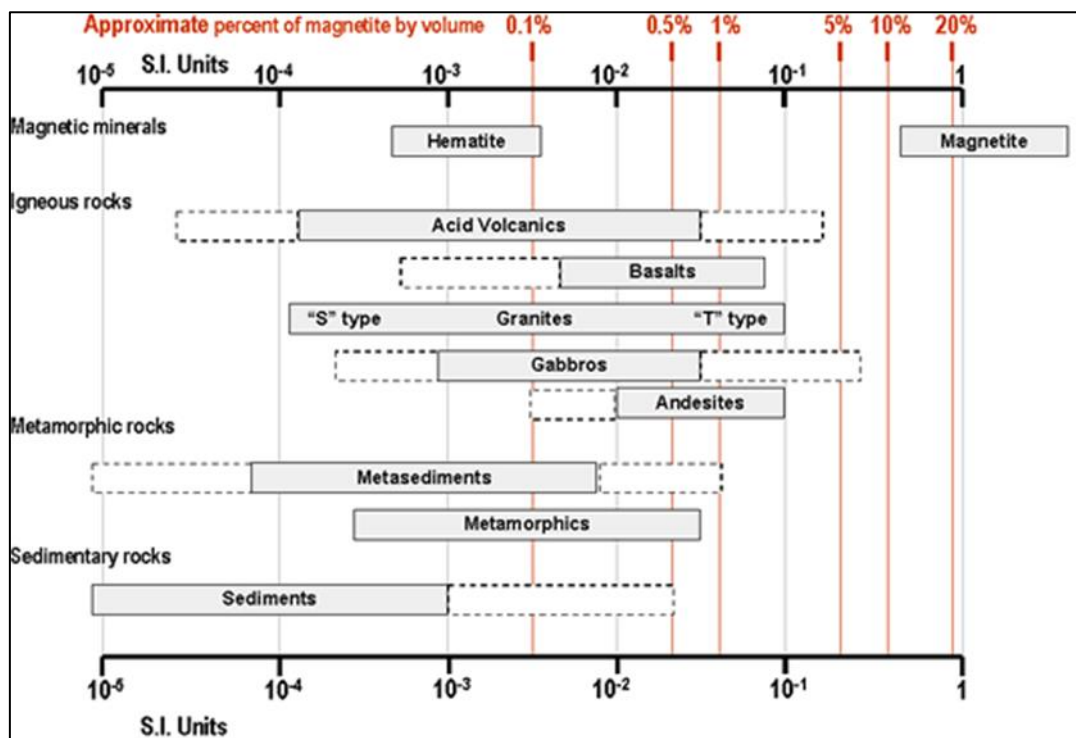 Approximate percent of magnetite by volume 0.1% 0.5% 1% 5% 10% 20%
10-5 S.I. Units 10-4 10-3 10-2 10-1 1
Magnetic minerals
Hematite Magnetite
Igneous rocks
Acid Volcanics
Basalts
“S” type Granites “T” type
Gabbros
Andesites
Metamorphic rocks
Metasediments
Metamorphics
Sedimentary rocks
Sediments
10-5 10-4 10-3 10-2 10-1 1
S.I. Units